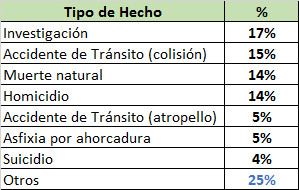 Tipo de Hecho %
Investigación 17%
Accidente de Tránsito (colisión) 15%
Muerte natural 14%
Homicidio 14%
Accidente de Tránsito (atropello) 5%
Asfixia por ahorcadura 5%
Suicidio 4%
Otros 25%